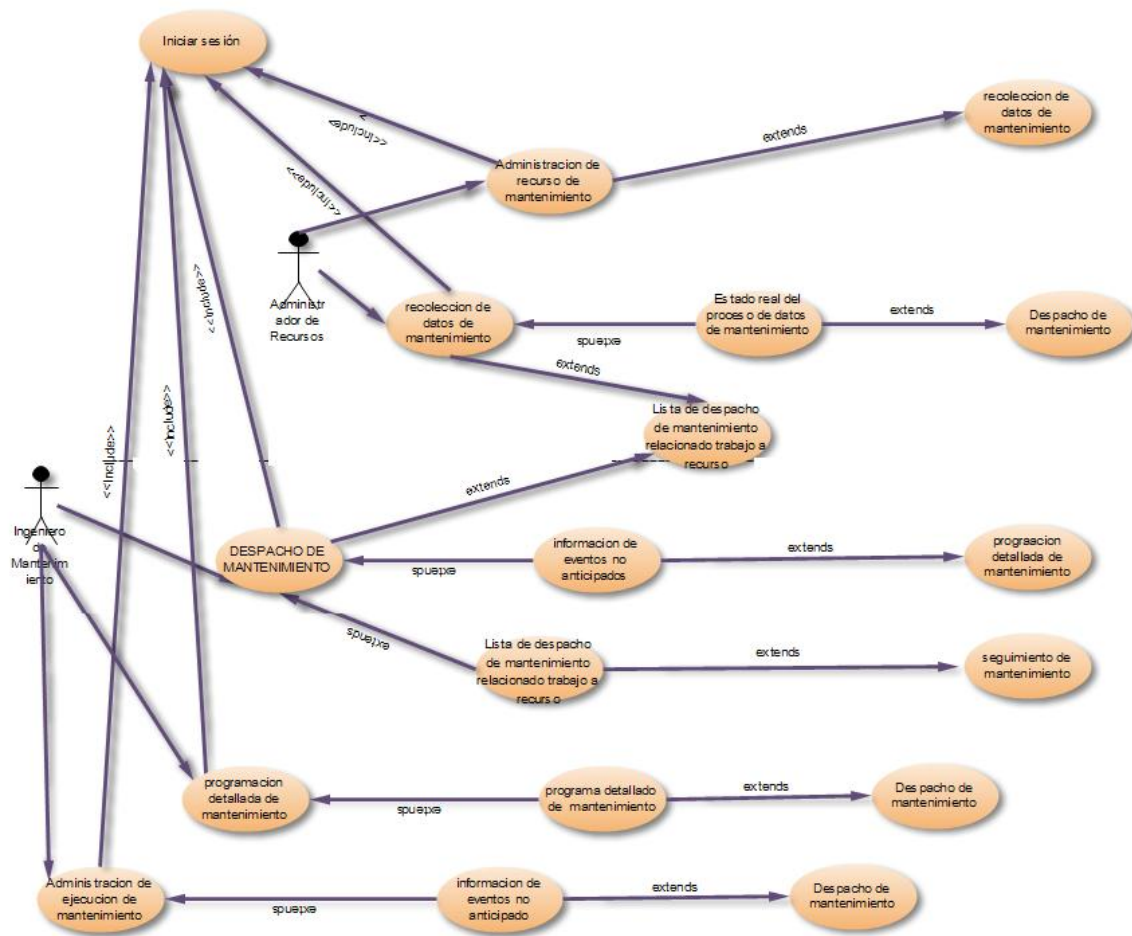 Iniciar sesión
recoleccion de
datos de
mantenimiento
extends
<<Include>
>
Administracion de
recurso de
mantenimiento
<<Include>>
Administr
ador de
Recursos
<<Include>>
recoleccion de
datos de
mantenimiento
extends
Estado real del
proceso de datos
de mantenimiento
extends
Despacho de
mantenimiento
extends
Lista de despacho
de mantenimiento
relacionado trabajo a
recurso
<<Include>>
<<Include>>
extends
Ingeniero
de
Mantenim
iento
DESPACHO DE
MANTENIMIENTO
extends
informacion de
eventos no
anticipados
extends
prograacion
detallada de
mantenimiento
extends
Lista de despacho
de mantenimiento
relacionado trabajo a
recurso
extends
seguimiento de
mantenimiento
programacion
detallada de
mantenimiento
extends
programa detallado
de mantenimiento
extends
Despacho de
mantenimiento
Administracion de
ejecucion de
mantenimiento
extends
informacion de
eventos no
anticipado
extends
Despacho de
mantenimiento